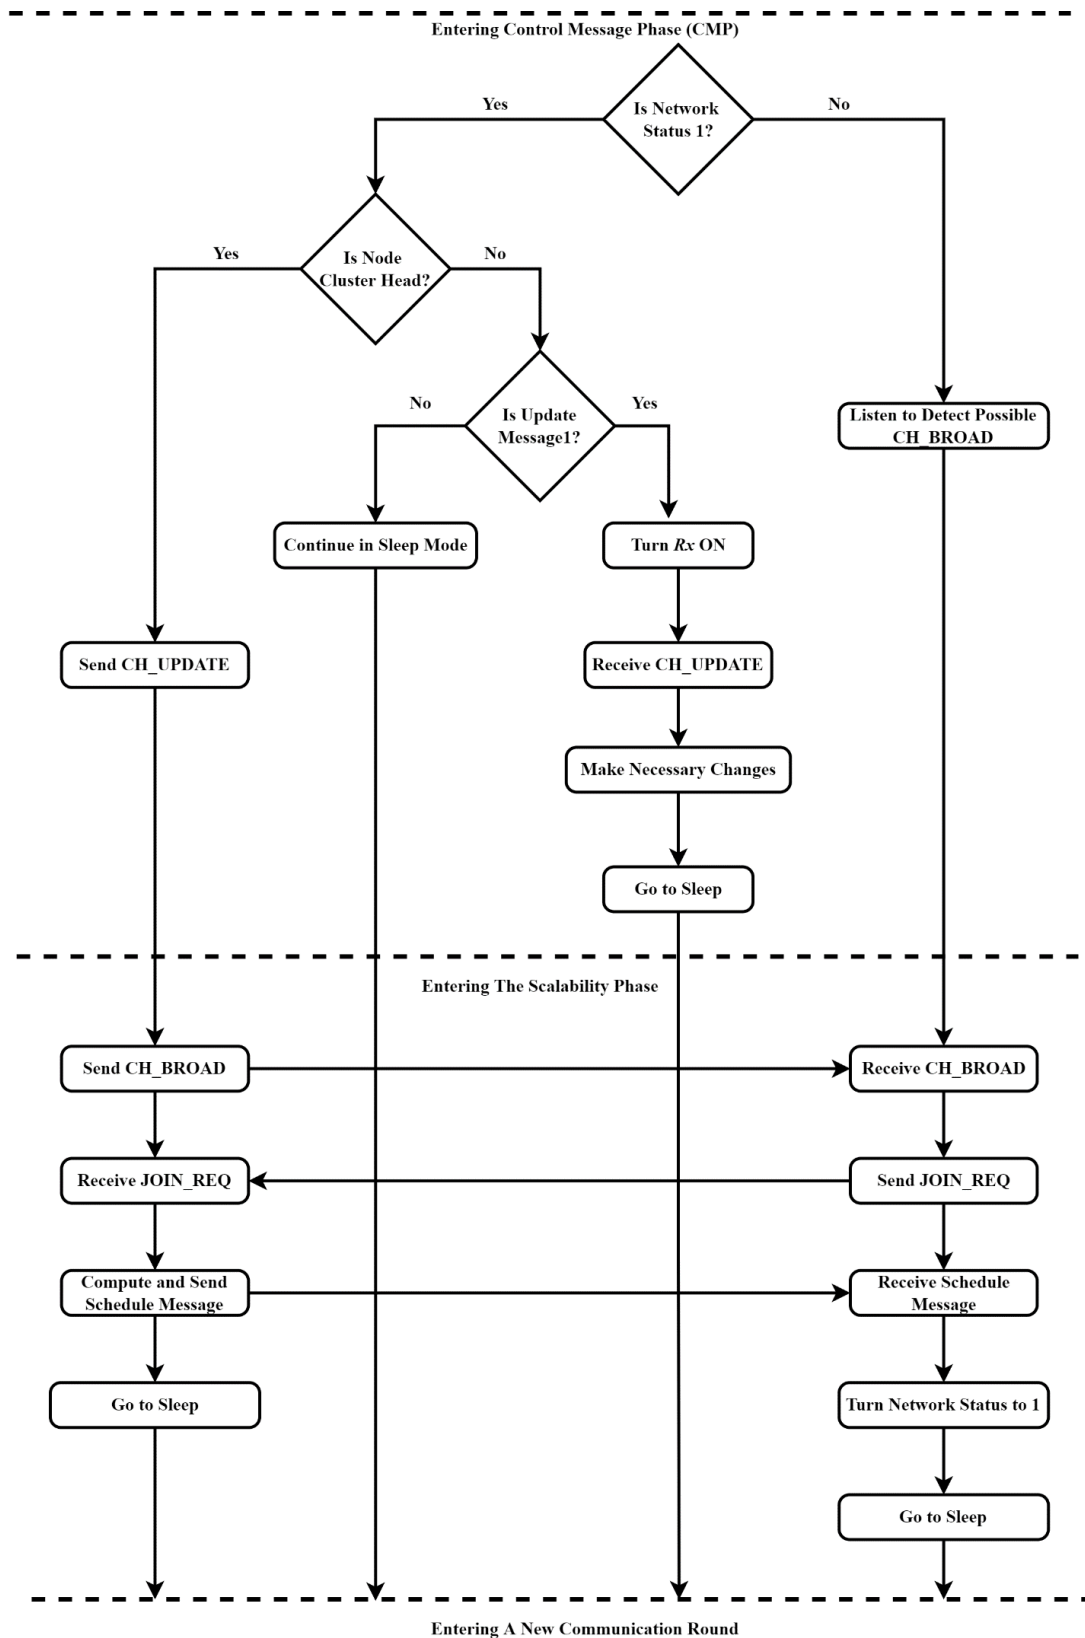 Entering Control Message Phase (CMP)
Yes
No
Is Network
Status 1?
Yes
No
Is Node
Cluster Head?
No
Yes
Is Update
Message1?
Listen to Detect Possible
CH_BROAD
Continue in Sleep Mode
Turn Rx ON
Send CH_UPDATE
Receive CH_UPDATE
Make Necessary Changes
Go to Sleep
Entering The Scalability Phase
Send CH_BROAD
Receive CH_BROAD
Receive JOIN_REQ
Send JOIN_REQ
Compute and Send
Schedule Message
Receive Schedule
Message
Go to Sleep
Turn Network Status to 1
Go to Sleep
Entering A New Communication Round